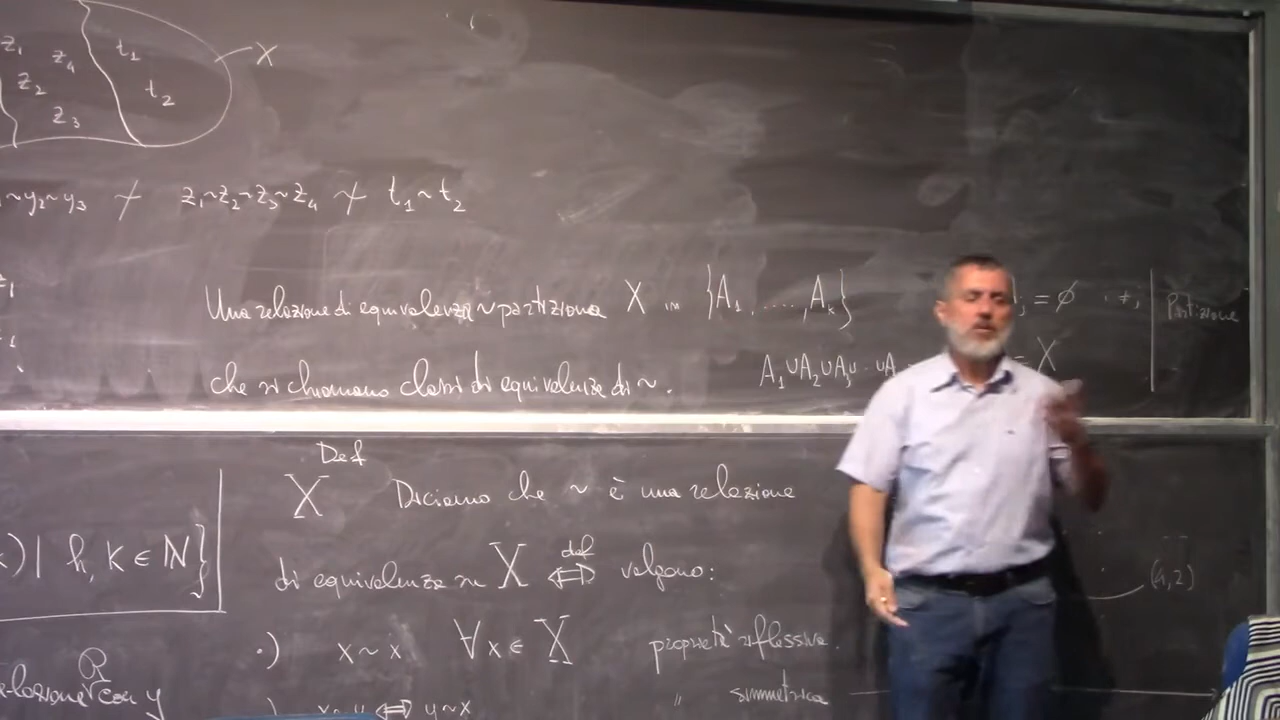 z₁ z₄ t₁ X
z₂ t₂
z₃
~y₂~y₃ ≁ z₁~z₂~z₃~z₄ ≁ t₁~t₂
Una relazione di equivalenza ~ partiziona X in {A₁, ...., Aₖ} = ∅ Partizione
che si chiamano classi di equivalenza di ~. A₁∪A₂∪A₃∪ ∪A = X
Def
X Diciamo che ~ è una relazione
) | h, K ∈ ℕ}
di equivalenza su X ⇔ def valgono: (4,2)
.) x~x ∀x∈X proprietà riflessiva.
R
con y
) x~y ⇔ y~x " simmetrica